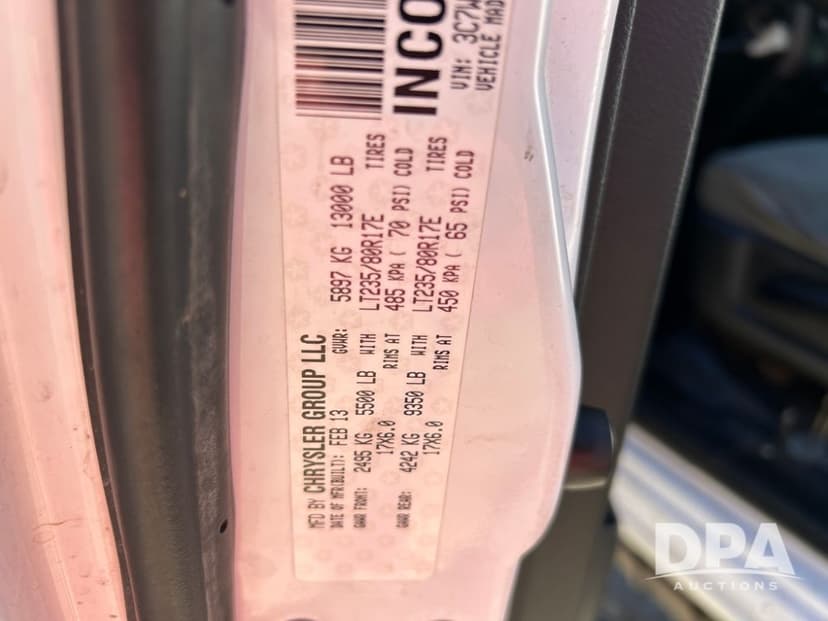 MFD BY CHRYSLER GROUP LLC
DATE OF MFR(BUILT): FEB 13 GVWR: 5897 KG 13000 LB
GAWR FRONT: 2495 KG 5500 LB WITH LT235/80R17E TIRES
17X6.0 RIMS AT 485 KPA ( 70 PSI) COLD
GAWR REAR: 4242 KG 9350 LB WITH LT235/80R17E TIRES
17X6.0 RIMS AT 450 KPA ( 65 PSI) COLD
INCO
VIN: 3C7W
VEHICLE MAD
DPA
AUCTIONS